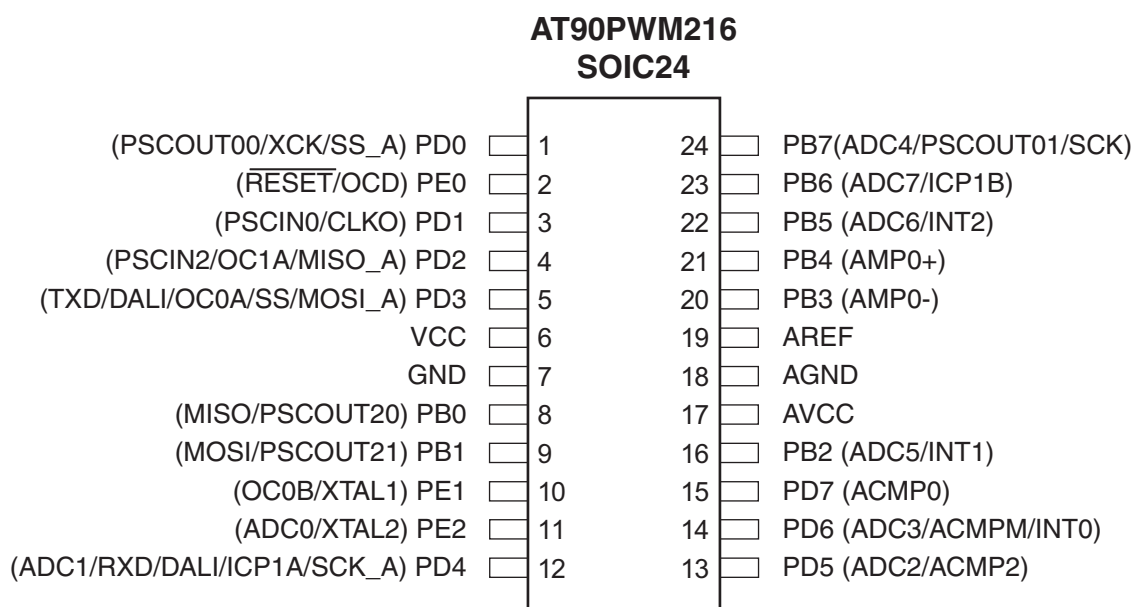 AT90PWM216
SOIC24
(PSCOUT00/XCK/SS_A) PD0 1 24 PB7(ADC4/PSCOUT01/SCK)
(RESET/OCD) PE0 2 23 PB6 (ADC7/ICP1B)
(PSCIN0/CLKO) PD1 3 22 PB5 (ADC6/INT2)
(PSCIN2/OC1A/MISO_A) PD2 4 21 PB4 (AMP0+)
(TXD/DALI/OC0A/SS/MOSI_A) PD3 5 20 PB3 (AMP0-)
VCC 6 19 AREF
GND 7 18 AGND
(MISO/PSCOUT20) PB0 8 17 AVCC
(MOSI/PSCOUT21) PB1 9 16 PB2 (ADC5/INT1)
(OC0B/XTAL1) PE1 10 15 PD7 (ACMP0)
(ADC0/XTAL2) PE2 11 14 PD6 (ADC3/ACMPM/INT0)
(ADC1/RXD/DALI/ICP1A/SCK_A) PD4 12 13 PD5 (ADC2/ACMP2)